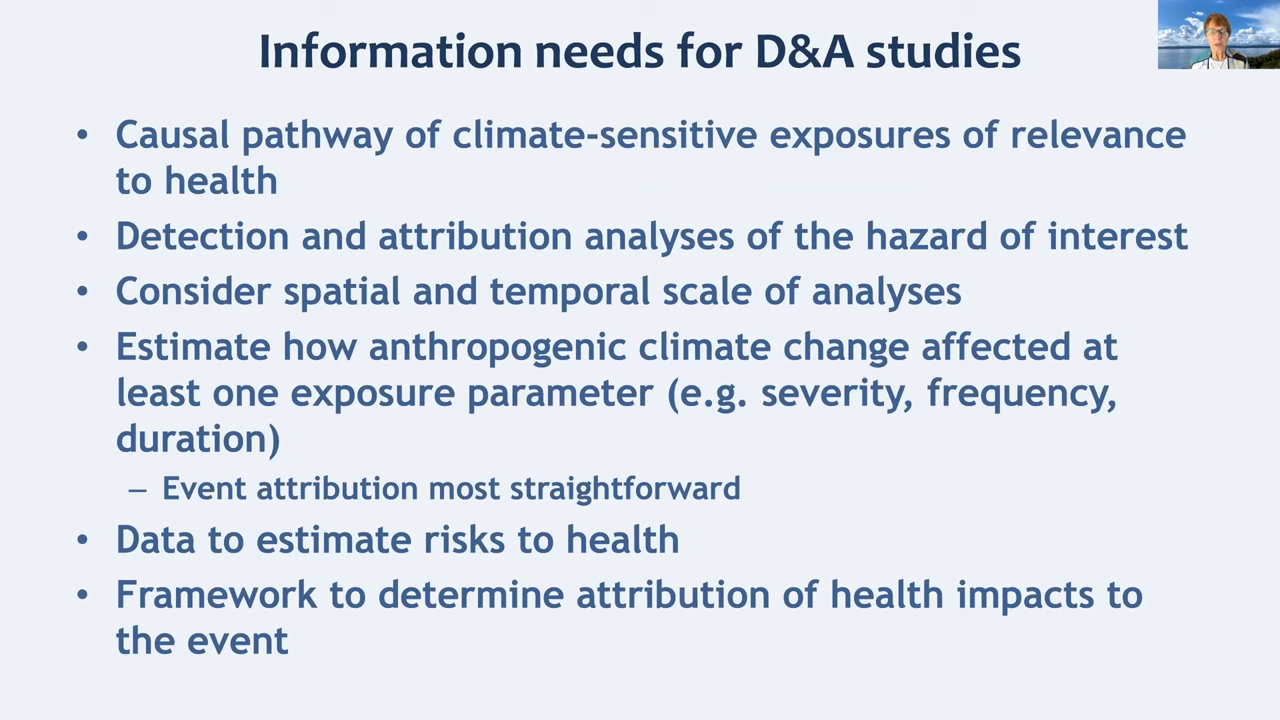 Information needs for D&A studies
• Causal pathway of climate-sensitive exposures of relevance
to health
• Detection and attribution analyses of the hazard of interest
• Consider spatial and temporal scale of analyses
• Estimate how anthropogenic climate change affected at
least one exposure parameter (e.g. severity, frequency,
duration)
– Event attribution most straightforward
• Data to estimate risks to health
• Framework to determine attribution of health impacts to
the event